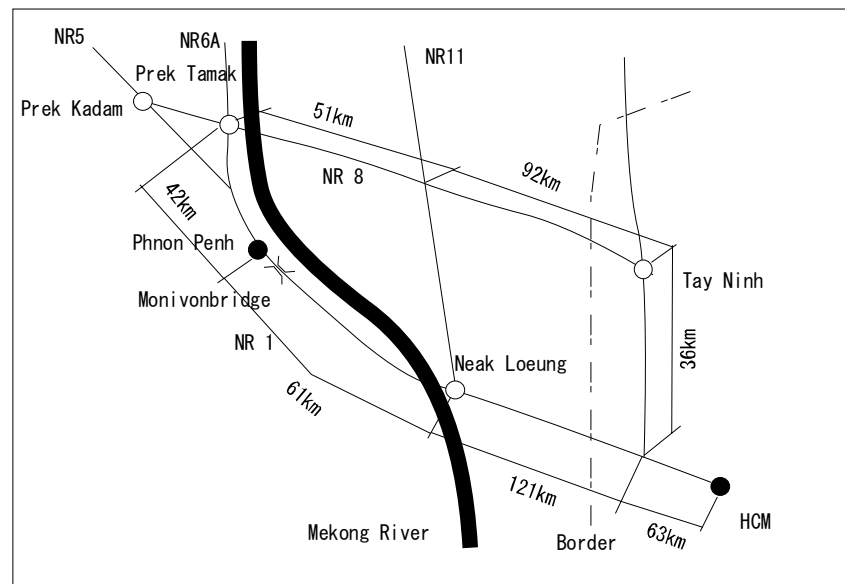 NR5
NR6A
Prek Tamak
NR11
Prek Kadam
51km
NR 8
92km
42km
Phnon Penh
Monivonbridge
Tay Ninh
NR 1
Neak Loeung
36km
61km
121km
HCM
Mekong River
Border
63km